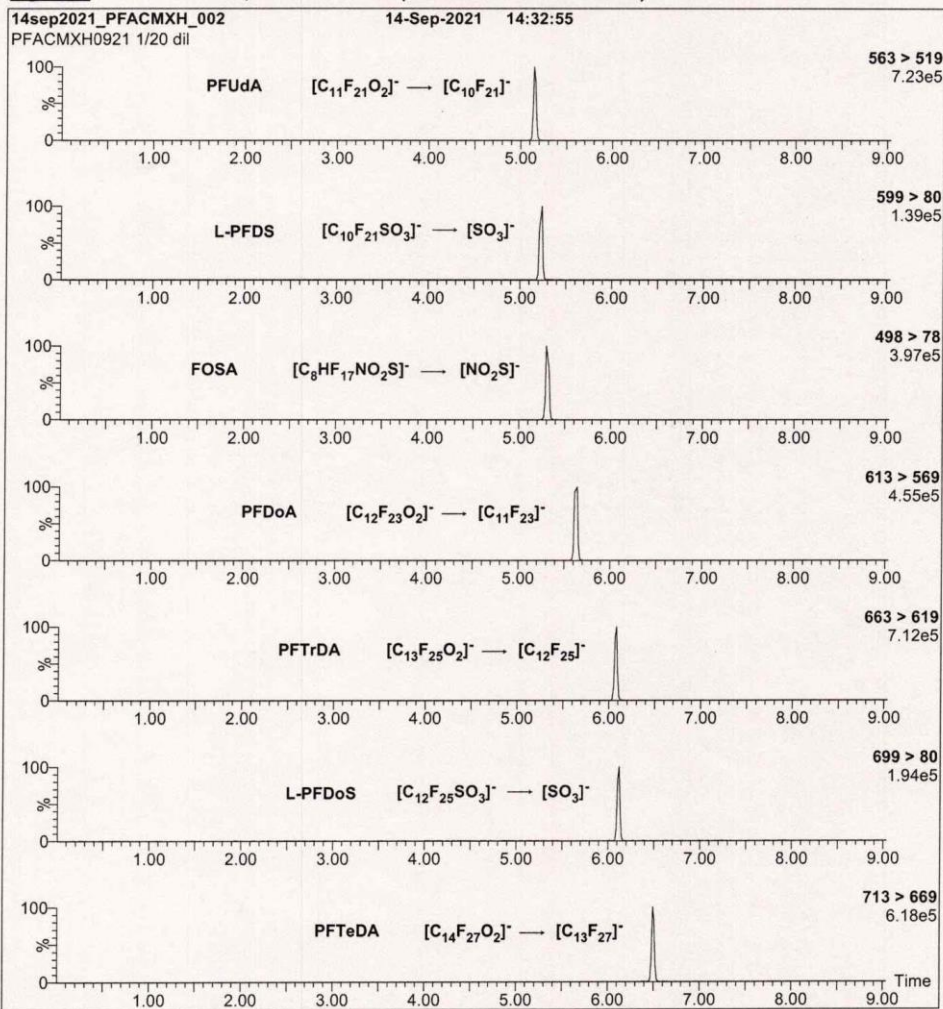 14sep2021_PFACMXH_002 14-Sep-2021 14:32:55
PFACMXH0921 1/20 dil
563 > 519
7.23e5
100
%
0
PFUdA [C₁₁F₂₁O₂]⁻ → [C₁₀F₂₁]⁻
1.00 2.00 3.00 4.00 5.00 6.00 7.00 8.00 9.00
599 > 80
1.39e5
100
%
0
L-PFDS [C₁₀F₂₁SO₃]⁻ → [SO₃]⁻
1.00 2.00 3.00 4.00 5.00 6.00 7.00 8.00 9.00
498 > 78
3.97e5
100
%
0
FOSA [C₈HF₁₇NO₂S]⁻ → [NO₂S]⁻
1.00 2.00 3.00 4.00 5.00 6.00 7.00 8.00 9.00
613 > 569
4.55e5
100
%
0
PFDoA [C₁₂F₂₃O₂]⁻ → [C₁₁F₂₃]⁻
1.00 2.00 3.00 4.00 5.00 6.00 7.00 8.00 9.00
663 > 619
7.12e5
100
%
0
PFTrDA [C₁₃F₂₅O₂]⁻ → [C₁₂F₂₅]⁻
1.00 2.00 3.00 4.00 5.00 6.00 7.00 8.00 9.00
699 > 80
1.94e5
100
%
0
L-PFDoS [C₁₂F₂₅SO₃]⁻ → [SO₃]⁻
1.00 2.00 3.00 4.00 5.00 6.00 7.00 8.00 9.00
713 > 669
6.18e5
100
%
0
PFTeDA [C₁₄F₂₇O₂]⁻ → [C₁₃F₂₇]⁻
Time
1.00 2.00 3.00 4.00 5.00 6.00 7.00 8.00 9.00